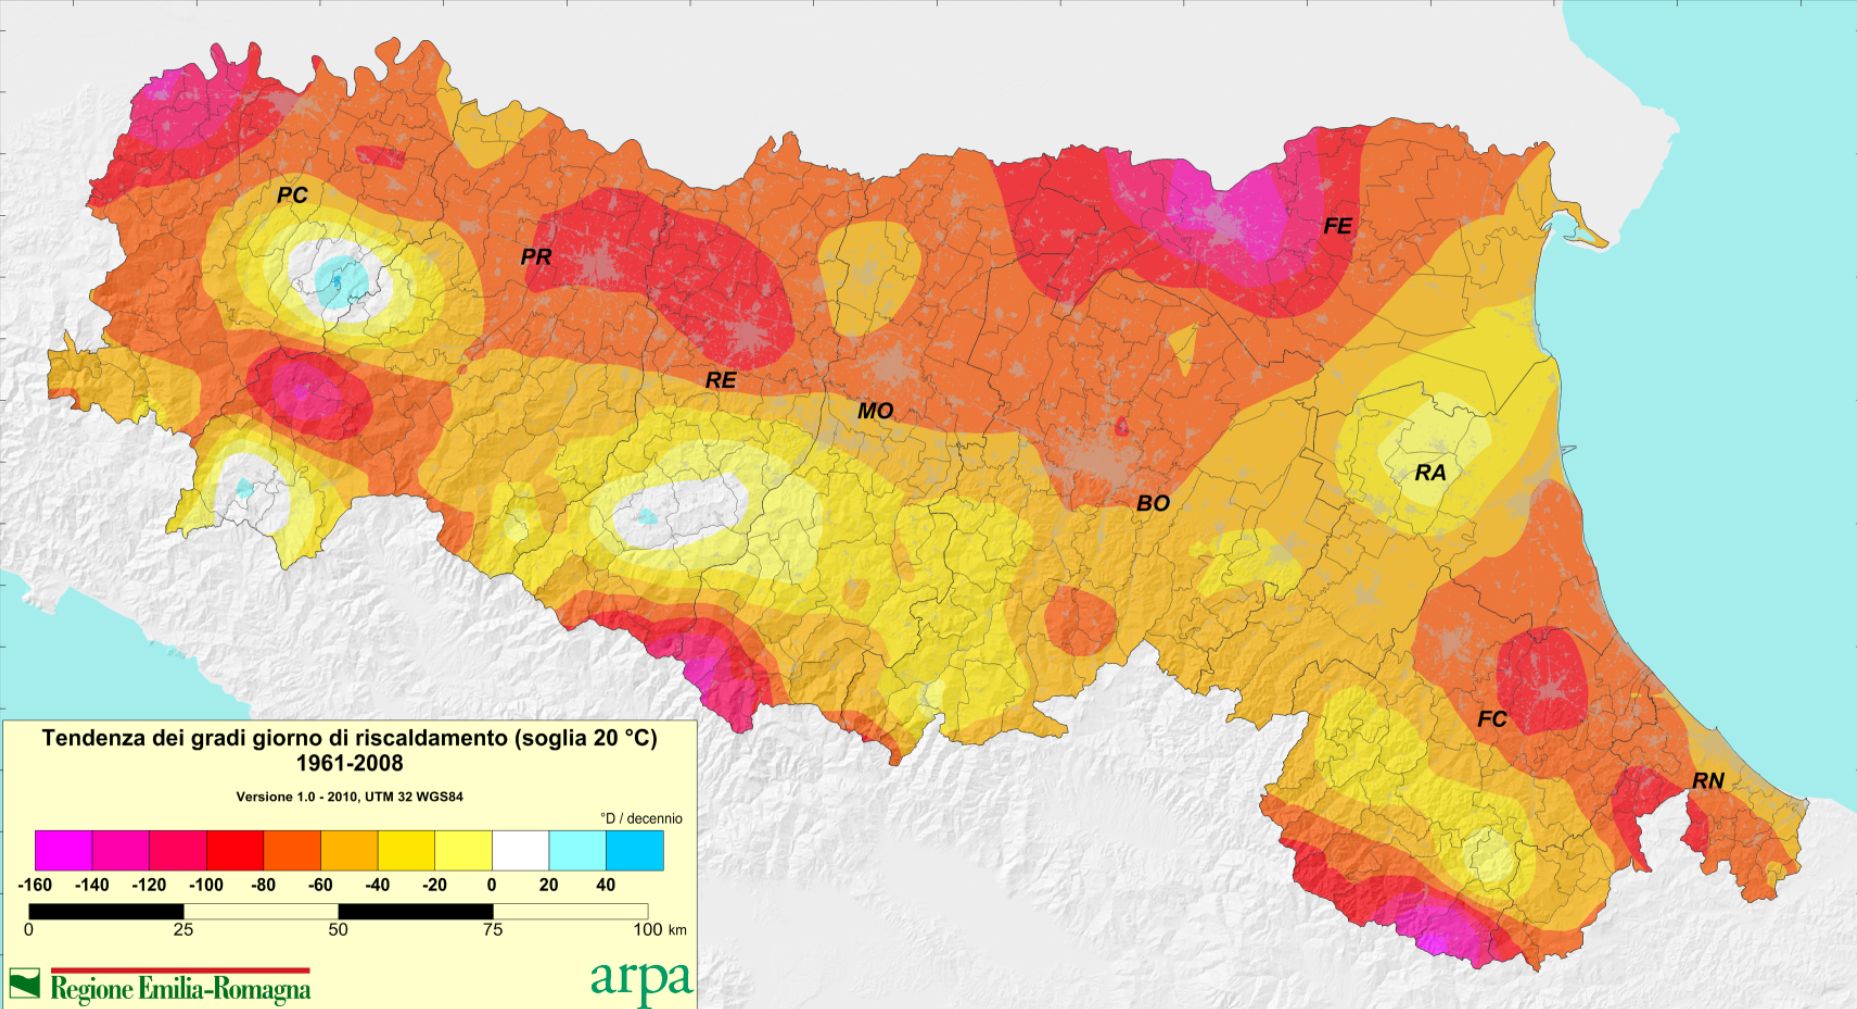 PC
PR
FE
RE
MO
RA
BO
FC
RN
Tendenza dei gradi giorno di riscaldamento (soglia 20 °C)
1961-2008
Versione 1.0 - 2010, UTM 32 WGS84
°D / decennio
-160 -140 -120 -100 -80 -60 -40 -20 0 20 40
0 25 50 75 100 km
Regione Emilia-Romagna
arpa